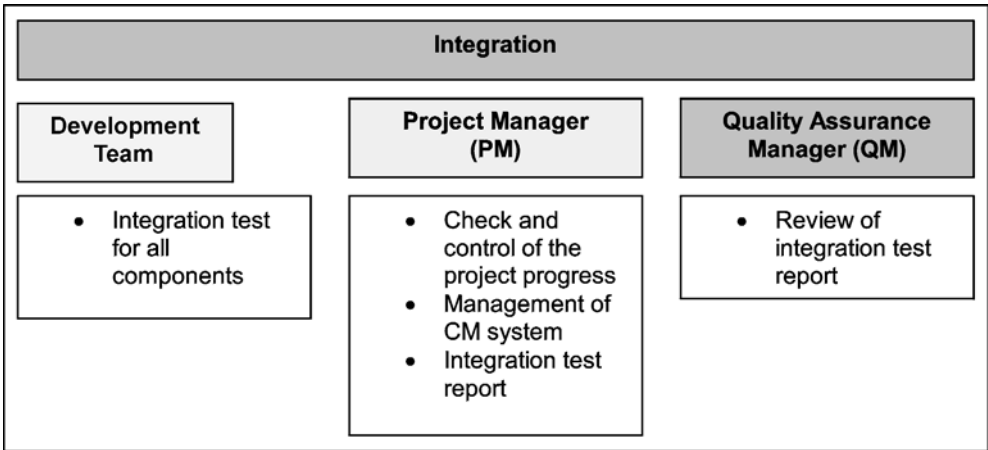 Integration
Development
Team
Project Manager
(PM)
Quality Assurance
Manager (QM)
• Integration test
for all
components
• Check and
control of the
project progress
• Management of
CM system
• Integration test
report
• Review of
integration test
report